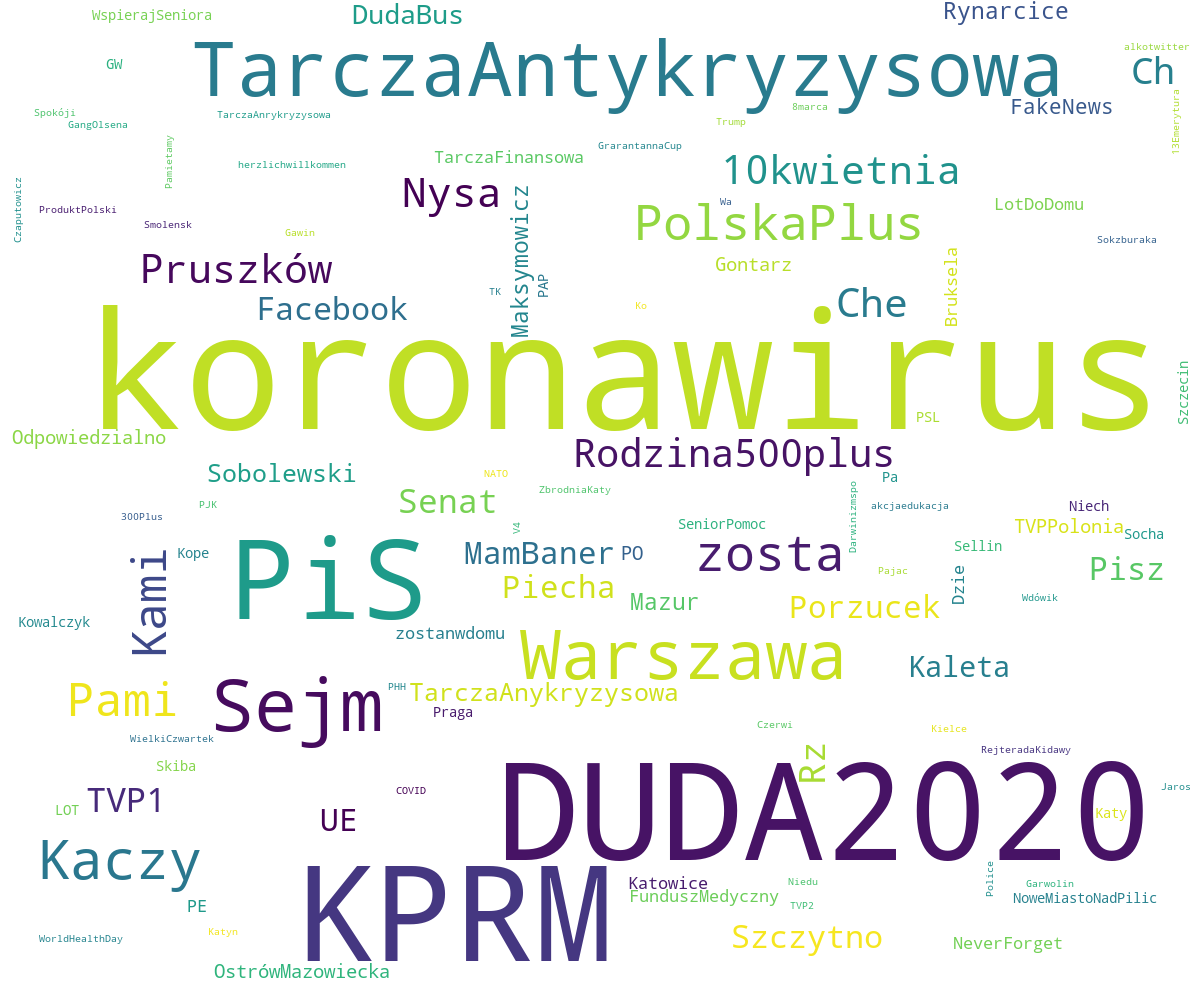 WspierajSeniora
DudaBus
Rynarcice
TarczaAntykryzysowa
alkotwitter
GW
Ch
Spokóji
GangOlsena
TarczaAnrykryzysowa
8marca
FakeNews
Trump
13Emerytura
Pamietamy
herzlichwillkommen
TarczaFinansowa
GrarantannaCup
10kwietnia
Czaputowicz
ProduktPolski
Smolensk
Nysa
Maksymowicz
Wa
PolskaPlus
LotDoDomu
Gawin
Sokzburaka
Pruszków
PAP
Gontarz
Bruksela
Facebook
TK
Ko
Che
koronawirus
Szczecin
PSL
Odpowiedzialno
Rodzina500plus
Sobolewski
NATO
Pa
Senat
ZbrodniaKaty
PJK
300Plus
akcjaedukacja
Niech
Darwinizmspo
V4
SeniorPomoc
TVPPolonia
Socha
Kope
PiS
MamBaner
PO
zosta
Sellin
Pisz
Kami
Pajac
Piecha
Dzie
Mazur
Porzucek
Wdówik
Kowalczyk
zostanwdomu
Warszawa
Kaleta
PHH
TarczaAnykryzysowa
Pami
Sejm
Praga
Czerwi
Kielce
WielkiCzwartek
RejteradaKidawy
Skiba
Rz
TVP1
COVID
Jaros
LOT
UE
DUDA2020
Katy
Kaczy
KPRM
Katowice
Niedu
Police
Garwolin
FunduszMedyczny
NoweMiastoNadPilic
PE
TVP2
WorldHealthDay
Katyn
Szczytno
NeverForget
OstrówMazowiecka